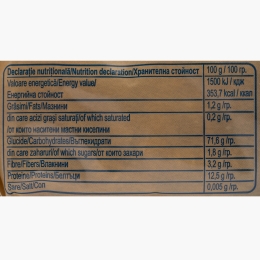 Declarație nutrițională/Nutrition declaration/Хранителна стойност 100 g / 100 гр.
Valoare energetică/Energy value/ 1500 kJ / кдж
Енергийна стойност 353,7 kcal / ккал
Grăsimi/Fats/Мазнини 1,2 g /гр.
din care acizi grași saturați/of which saturated 0,2 g /гр.
/от които наситени мастни киселини
Glucide/Carbohydrates/Въглехидрати 71,6 g /гр.
din care zaharuri/of which sugars/от които захари 1,8 g /гр.
Fibre/Fibers/Влакнини 3,2 g /гр.
Proteine/Proteins/Белтъци 12,5 g /гр.
Sare/Salt/Сол 0,005 g /гр.